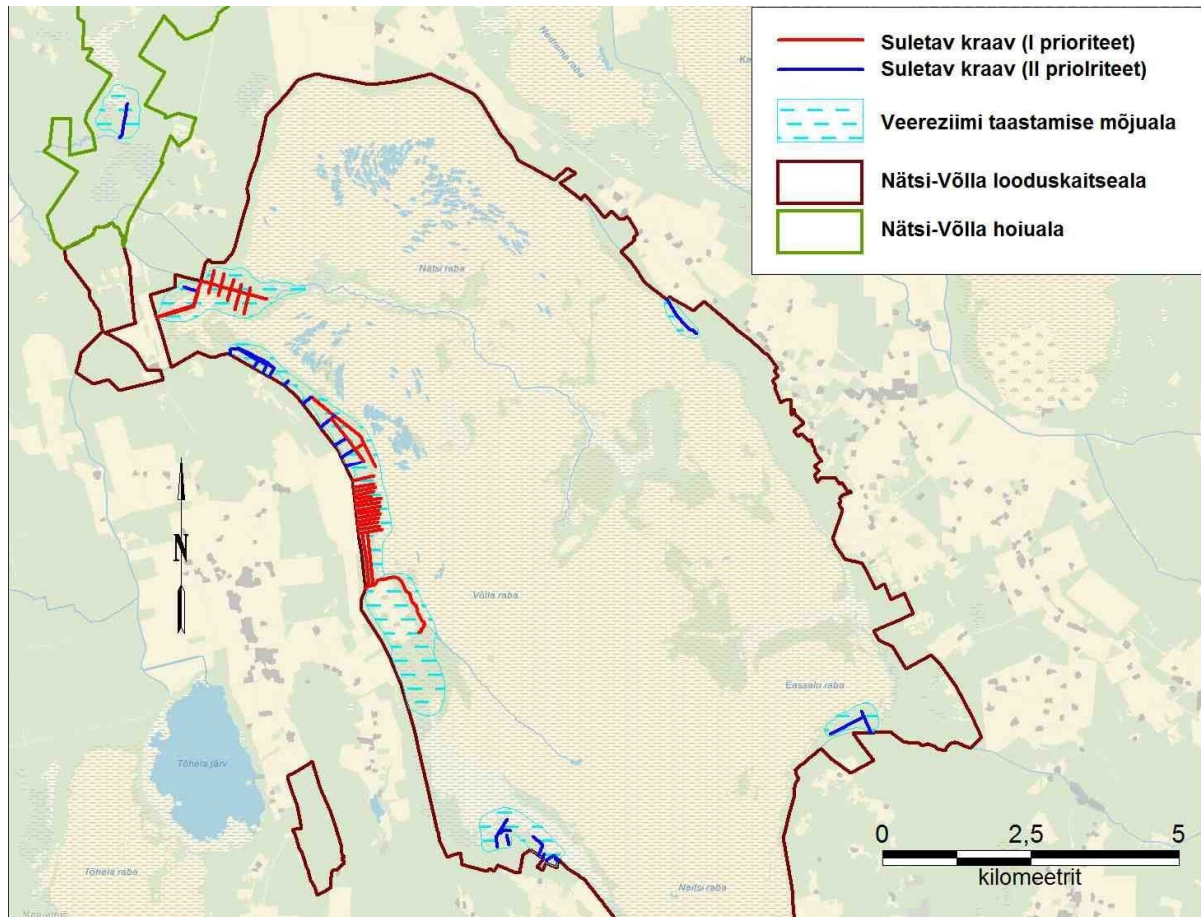 Suletav kraav (I prioriteet)
Suletav kraav (II priolriteet)
Veereziimi taastamise mõjuala
Nätsi-Võlla looduskaitseala
Nätsi-Võlla hoiuala
Nätsi raba
N
Võlla raba
Eassalu raba
Tõhela järv
Tõhela raba
Naitsi raba
0 2,5 5
kilomeetrit